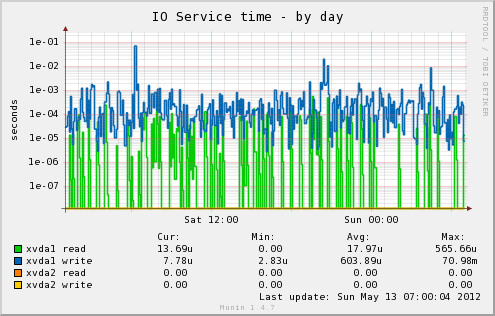 IO Service time - by day
RRDTOOL / TOBI OETIKER
seconds
1e-01
1e-02
1e-03
1e-04
1e-05
1e-06
1e-07
Sat 12:00 Sun 00:00
Cur: Min: Avg: Max:
xvda1 read 13.69u 0.00 17.97u 565.66u
xvda1 write 7.78u 2.83u 603.89u 70.98m
xvda2 read 0.00 0.00 0.00 0.00
xvda2 write 0.00 0.00 0.00 0.00
Last update: Sun May 13 07:00:04 2012
Munin 1.4.7